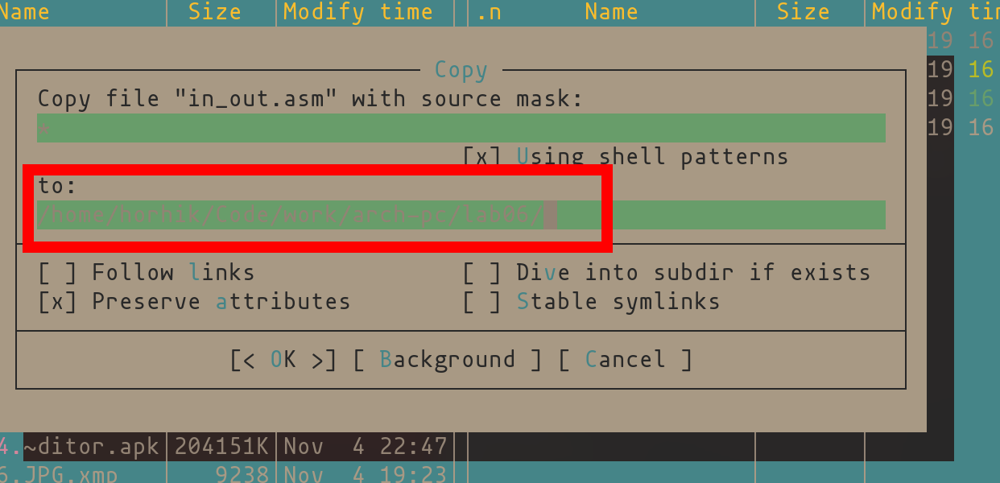 Name Size Modify time .n Name Size Modify
19 16
Copy 19 16
Copy file "in_out.asm" with source mask: 19 16
* 19 16
[x] Using shell patterns
to:
/home/horhik/Code/work/arch-pc/lab06/
[ ] Follow links [ ] Dive into subdir if exists
[x] Preserve attributes [ ] Stable symlinks
[< OK >] [ Background ] [ Cancel ]
4.~ditor.apk 204151K Nov 4 22:47
6.JPG.xmp 9238 Nov 4 19:23